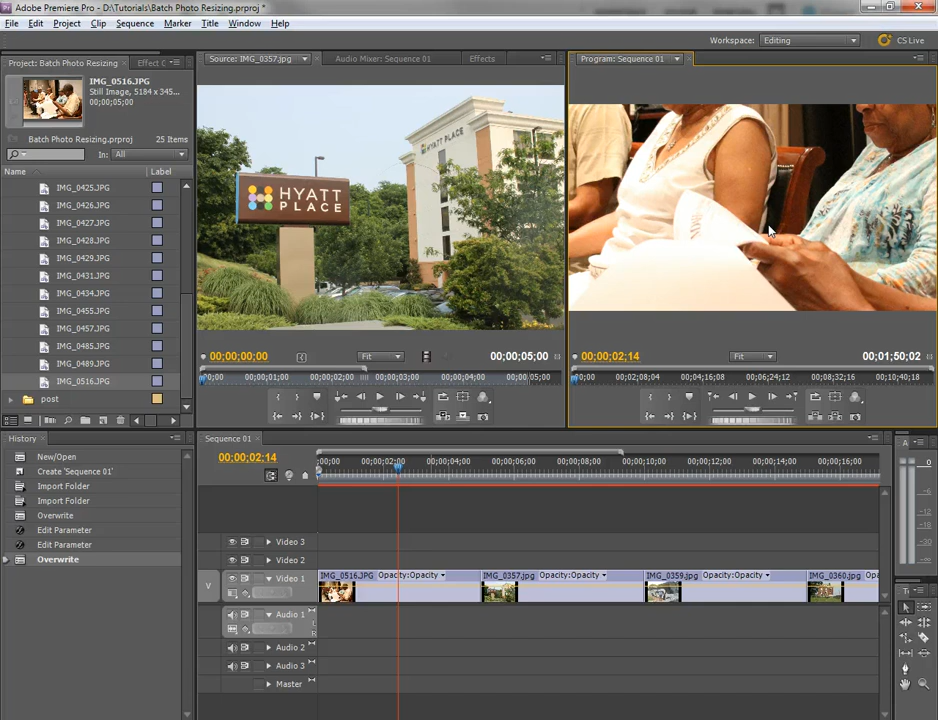 Adobe Premiere Pro - D:\Tutorials\Batch Photo Resizing.prproj *
File Edit Project Clip Sequence Marker Title Window Help
Workspace: Editing CS Live
Project: Batch Photo Resizing Effect C
Source: IMG_0357.jpg Audio Mixer: Sequence 01 Effects
Program: Sequence 01
IMG_0516.JPG
Still Image, 5184 x 345...
00;00;05;00
Batch Photo Resizing.prproj 25 Items
In: All
Name Label
IMG_0425.JPG
IMG_0426.JPG
IMG_0427.JPG
IMG_0428.JPG
IMG_0429.JPG
IMG_0431.JPG
IMG_0434.JPG
IMG_0455.JPG
IMG_0457.JPG
IMG_0485.JPG
IMG_0489.JPG
IMG_0516.JPG
post
HYATT
PLACE
HYATT PLACE
00;00;00;00 Fit 00;00;05;00
00;00 00;00;01;00 00;00;02;00 00;00;03;00 00;00;04;00 00;00;05;00
00;00;02;14 Fit 00;01;50;02
00;00 00;02;08;04 00;04;16;08 00;06;24;12 00;08;32;16 00;10;40;18
History
New/Open
Create 'Sequence 01'
Import Folder
Import Folder
Overwrite
Edit Parameter
Edit Parameter
Overwrite
Sequence 01
00;00;02;14
00;00 00;00;02;00 00;00;04;00 00;00;06;00 00;00;08;00 00;00;10;00 00;00;12;00 00;00;14;00 00;00;16;00
Video 3
Video 2
V Video 1
IMG_0516.JPG Opacity:Opacity IMG_0357.jpg Opacity:Opacity IMG_0359.jpg Opacity:Opacity IMG_0360.jpg Opa
Audio 1
Audio 2
Audio 3
Master
A
0
-6
-12
-18
-30